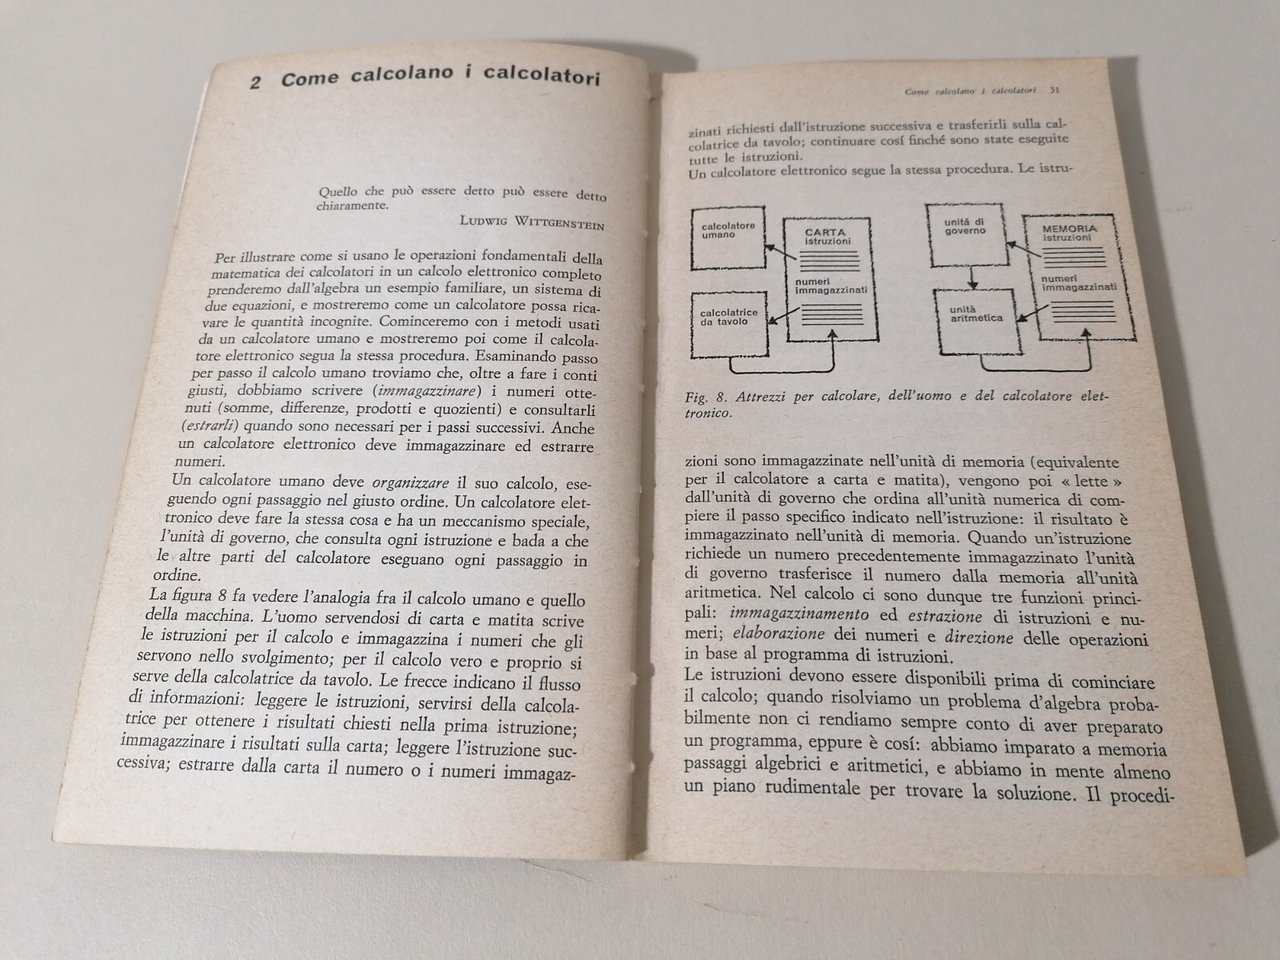 2 Come calcolano i calcolatori
Quello che può essere detto può essere detto
chiaramente.
LUDWIG WITTGENSTEIN
Per illustrare come si usano le operazioni fondamentali della
matematica dei calcolatori in un calcolo elettronico completo
prenderemo dall'algebra un esempio familiare, un sistema di
due equazioni, e mostreremo come un calcolatore possa rica-
vare le quantità incognite. Cominceremo con i metodi usati
da un calcolatore umano e mostreremo poi come il calcola-
tore elettronico segua la stessa procedura. Esaminando passo
per passo il calcolo umano troviamo che, oltre a fare i conti
giusti, dobbiamo scrivere (immagazzinare) i numeri otte-
nuti (somme, differenze, prodotti e quozienti) e consultarli
(estrarli) quando sono necessari per i passi successivi. Anche
un calcolatore elettronico deve immagazzinare ed estrarre
numeri.
Un calcolatore umano deve organizzare il suo calcolo, ese-
guendo ogni passaggio nel giusto ordine. Un calcolatore elet-
tronico deve fare la stessa cosa e ha un meccanismo speciale,
l'unità di governo, che consulta ogni istruzione e bada a che
le altre parti del calcolatore eseguano ogni passaggio in
ordine.
La figura 8 fa vedere l'analogia fra il calcolo umano e quello
della macchina. L'uomo servendosi di carta e matita scrive
le istruzioni per il calcolo e immagazzina i numeri che gli
servono nello svolgimento; per il calcolo vero e proprio si
serve della calcolatrice da tavolo. Le frecce indicano il flusso
di informazioni: leggere le istruzioni, servirsi della calcola-
trice per ottenere i risultati chiesti nella prima istruzione;
immagazzinare i risultati sulla carta; leggere l'istruzione suc-
cessiva; estrarre dalla carta il numero o i numeri immagaz-
Come calcolano i calcolatori 31
zinati richiesti dall'istruzione successiva e trasferirli sulla cal-
colatrice da tavolo; continuare cosí finché sono state eseguite
tutte le istruzioni.
Un calcolatore elettronico segue la stessa procedura. Le istru-
calcolatore
umano
CARTA
istruzioni
numeri
immagazzinati
calcolatrice
da tavolo
unitá di
governo
MEMORIA
istruzioni
numeri
immagazzinati
unità
aritmetica
Fig. 8. Attrezzi per calcolare, dell'uomo e del calcolatore elet-
tronico.
zioni sono immagazzinate nell'unità di memoria (equivalente
per il calcolatore a carta e matita), vengono poi « lette »
dall'unità di governo che ordina all'unità numerica di com-
piere il passo specifico indicato nell'istruzione: il risultato è
immagazzinato nell'unità di memoria. Quando un'istruzione
richiede un numero precedentemente immagazzinato l'unità
di governo trasferisce il numero dalla memoria all'unità
aritmetica. Nel calcolo ci sono dunque tre funzioni princi-
pali: immagazzinamento ed estrazione di istruzioni e nu-
meri; elaborazione dei numeri e direzione delle operazioni
in base al programma di istruzioni.
Le istruzioni devono essere disponibili prima di cominciare
il calcolo; quando risolviamo un problema d'algebra proba-
bilmente non ci rendiamo sempre conto di aver preparato
un programma, eppure è cosí: abbiamo imparato a memoria
passaggi algebrici e aritmetici, e abbiamo in mente almeno
un piano rudimentale per trovare la soluzione. Il procedi-